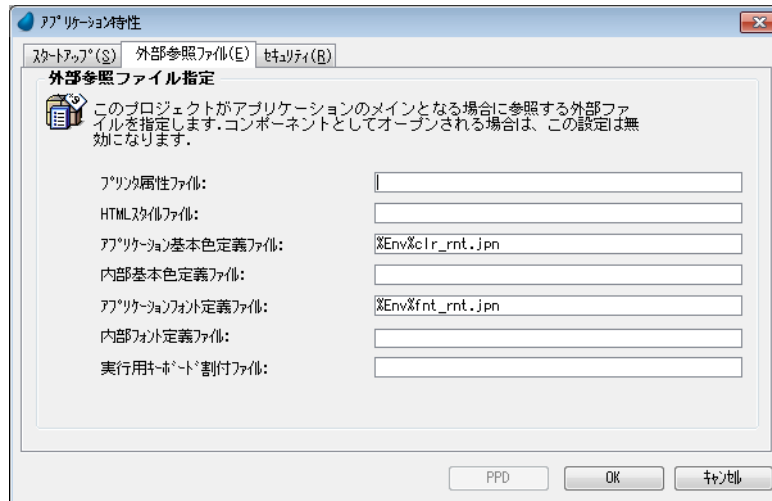 ｱﾌﾟﾘｹｰｼｮﾝ特性
ｽﾀｰﾄｱｯﾌﾟ(S) 外部参照ﾌｧｲﾙ(E) ｾｷｭﾘﾃｨ(R)
外部参照ファイル指定
このプロジェクトがアプリケーションのメインとなる場合に参照する外部ファ
イルを指定します.コンポーネントとしてオープンされる場合は、この設定は無
効になります.
ﾌﾟﾘﾝﾀ属性ﾌｧｲﾙ:
HTMLｽﾀｲﾙﾌｧｲﾙ:
ｱﾌﾟﾘｹｰｼｮﾝ基本色定義ﾌｧｲﾙ: %Env%clr_rnt.jpn
内部基本色定義ﾌｧｲﾙ:
ｱﾌﾟﾘｹｰｼｮﾝﾌｫﾝﾄ定義ﾌｧｲﾙ: %Env%fnt_rnt.jpn
内部ﾌｫﾝﾄ定義ﾌｧｲﾙ:
実行用ｷｰﾎﾞｰﾄﾞ割付ﾌｧｲﾙ:
PPD OK ｷｬﾝｾﾙ